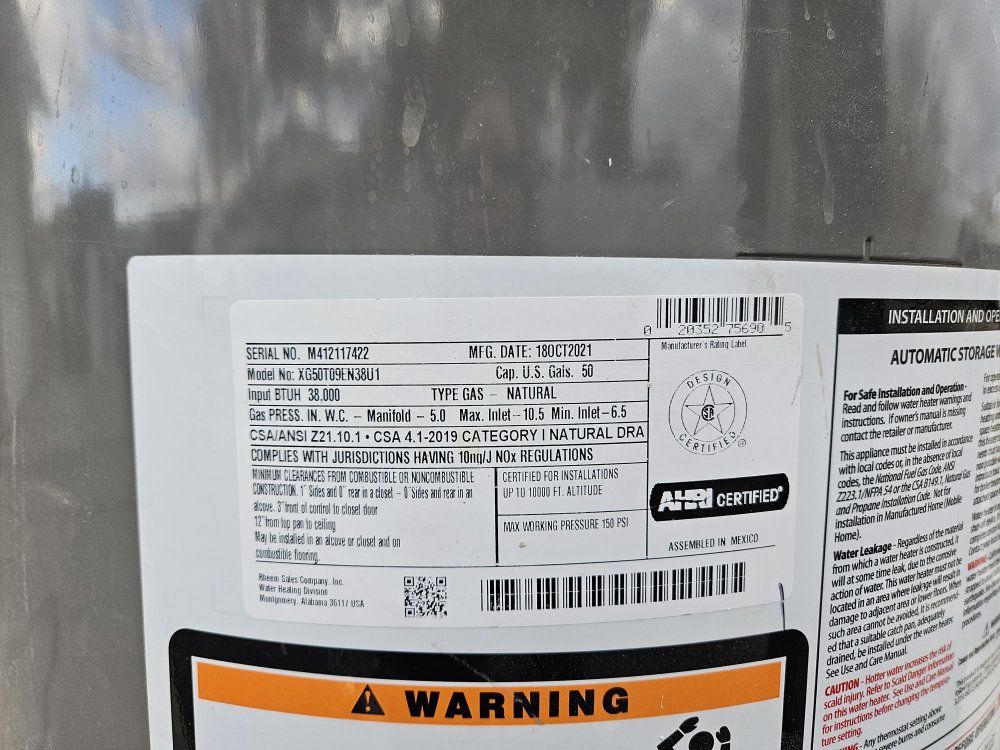 0 20352 75690 5
Manufacturer's Rating Label
SERIAL NO. M412117422 MFG. DATE: 18OCT2021
Model No: XG50T09EN38U1 Cap. U.S. Gals. 50
Input BTUH 38,000 TYPE GAS – NATURAL
Gas PRESS. IN. W.C. – Manifold – 5.0 Max. Inlet – 10.5 Min. Inlet – 6.5
CSA/ANSI Z21.10.1 • CSA 4.1-2019 CATEGORY I NATURAL DRA
COMPLIES WITH JURISDICTIONS HAVING 10ng/J NOx REGULATIONS
MINIMUM CLEARANCES FROM COMBUSTIBLE OR NONCOMBUSTIBLE
CONSTRUCTION. 1" Sides and 0" rear in a closet – 0" Sides and rear in an
alcove. 3" front of control to closet door
12" from top pan to ceiling
May be installed in an alcove or closet and on
combustible flooring.
CERTIFIED FOR INSTALLATIONS
UP TO 10000 FT. ALTITUDE
MAX WORKING PRESSURE 150 PSI
DESIGN
CERTIFIED
AHRI CERTIFIED®
ASSEMBLED IN MEXICO
Rheem Sales Company, Inc.
Water Heating Division
Montgomery, Alabama 36117 USA
WARNING
INSTALLATION AND OPE
AUTOMATIC STORAGE W
For Safe Installation and Operation -
Read and follow water heater warnings and
instructions. If owner's manual is missing
contact the retailer or manufacturer.
This appliance must be installed in accordance
with local codes or, in the absence of local
codes, the National Fuel Gas Code, ANSI
Z223.1/NFPA 54 or the CSA B149.1, Natural Gas
and Propane Installation Code. Not for
installation in Manufactured Home (Mobile
Home).
Water Leakage - Regardless of the material
from which a water heater is constructed, it
will at some time leak, due to the corrosive
action of water. This water heater must not be
located in an area where leakage will result in
damage to adjacent area or lower floors. When
such area cannot be avoided, it is recommend-
ed that a suitable catch pan, adequately
drained, be installed under the water heater.
See Use and Care Manual.
CAUTION - Hotter water increases the risk of
scald injury. Refer to Scald Danger information
on this water heater. See Use and Care Manual
for instructions before changing the tempera-
ture setting.
Any thermostat setting above
severe burns and consume